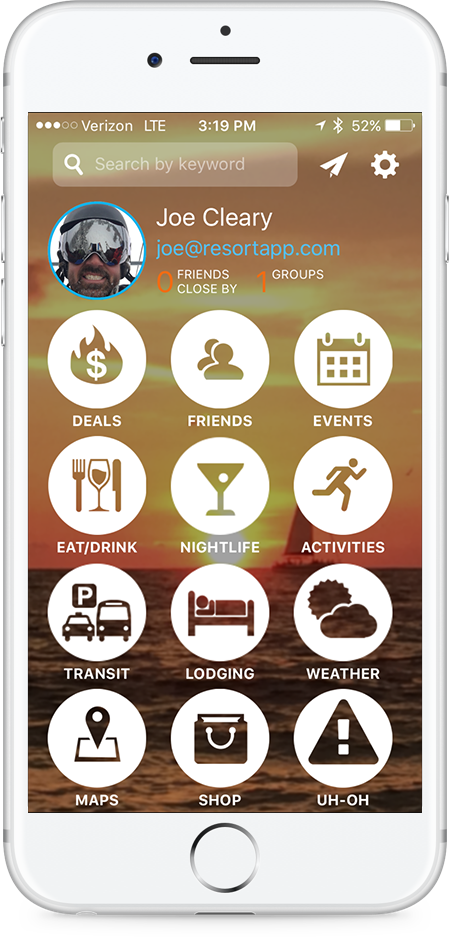 Verizon LTE 3:19 PM 52%
Search by keyword
Joe Cleary
joe@resortapp.com
0 FRIENDS CLOSE BY 1 GROUPS
DEALS FRIENDS EVENTS
EAT/DRINK NIGHTLIFE ACTIVITIES
TRANSIT LODGING WEATHER
MAPS SHOP UH-OH